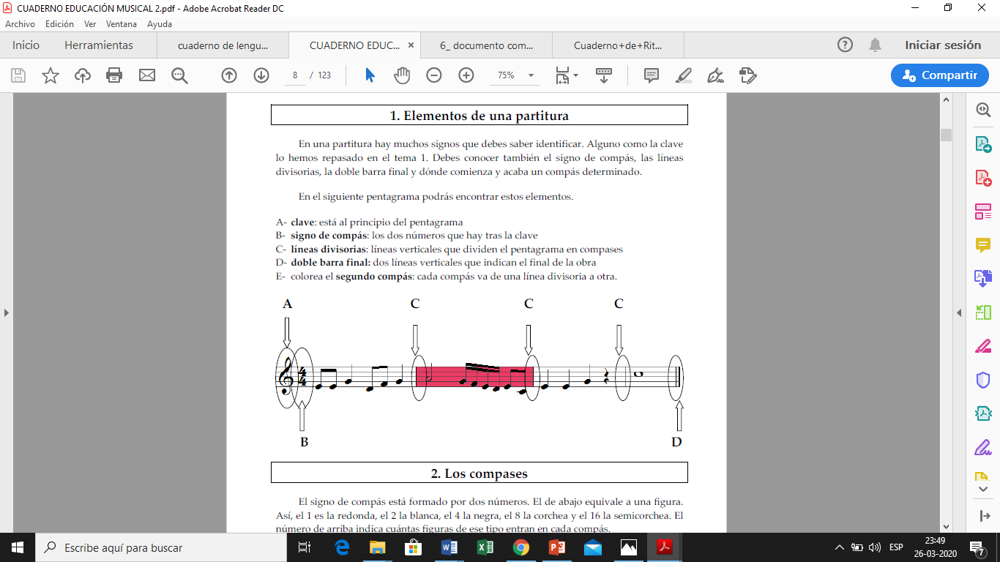 CUADERNO EDUCACIÓN MUSICAL 2.pdf - Adobe Acrobat Reader DC
Archivo Edición Ver Ventana Ayuda
Inicio Herramientas cuaderno de lengu... CUADERNO EDUC... × 6_ documento com... Cuaderno+de+Rit... Iniciar sesión
8 / 123 75% Compartir
1. Elementos de una partitura
En una partitura hay muchos signos que debes saber identificar. Alguno como la clave
lo hemos repasado en el tema 1. Debes conocer también el signo de compás, las líneas
divisorias, la doble barra final y dónde comienza y acaba un compás determinado.
En el siguiente pentagrama podrás encontrar estos elementos.
A- clave: está al principio del pentagrama
B- signo de compás: los dos números que hay tras la clave
C- líneas divisorias: líneas verticales que dividen el pentagrama en compases
D- doble barra final: dos líneas verticales que indican el final de la obra
E- colorea el segundo compás: cada compás va de una línea divisoria a otra.
A C C C
4
4
B D
2. Los compases
El signo de compás está formado por dos números. El de abajo equivale a una figura.
Así, el 1 es la redonda, el 2 la blanca, el 4 la negra, el 8 la corchea y el 16 la semicorchea. El
número de arriba indica cuántas figuras de ese tipo entran en cada compás.
Escribe aquí para buscar
ESP 23:49
26-03-2020 7